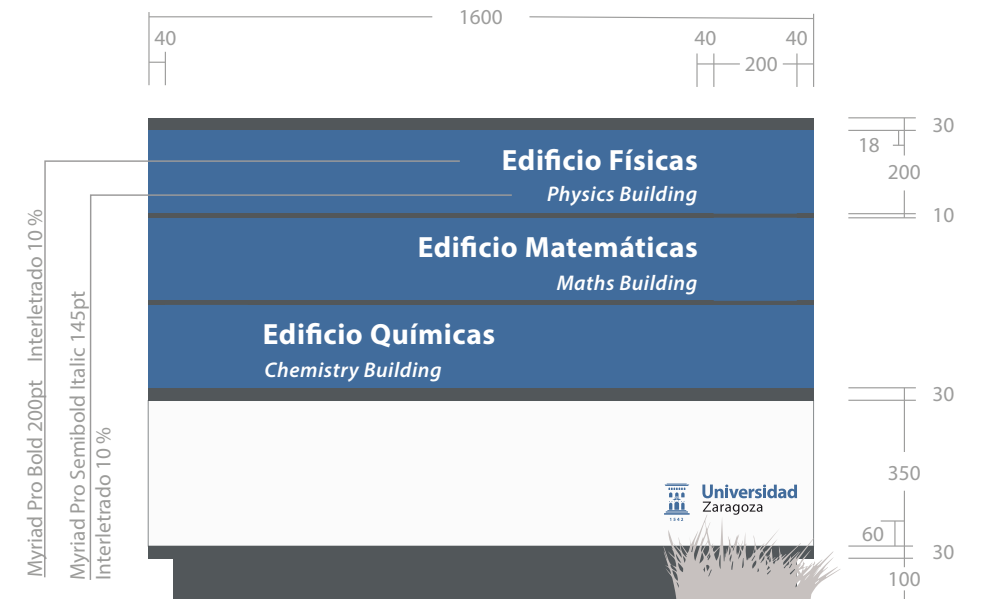 1600
40
40
40
200
30
18
200
10
Edificio Físicas
Physics Building
Edificio Matemáticas
Maths Building
Edificio Químicas
Chemistry Building
30
350
60
30
100
Universidad
Zaragoza
1542
Myriad Pro Bold 200pt Interletrado 10 %
Myriad Pro Semibold Italic 145pt
Interletrado 10 %